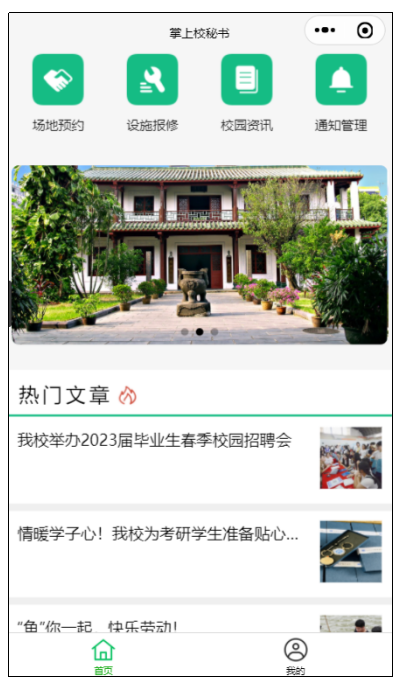 掌上校秘书
场地预约 设施报修 校园资讯 通知管理
热门文章
我校举办2023届毕业生春季校园招聘会
情暖学子心！我校为考研学生准备贴心...
“鱼”你一起，快乐劳动！
首页 我的